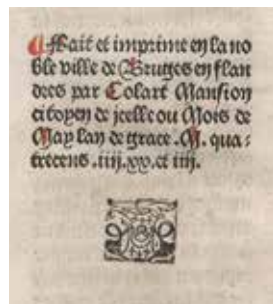 Fait et imprime en la no
ble ville de Bruges en flan
dres par Colart Mansion
citoyen de icelle ou Mois de
May lan de grace .M. qua⸗
trecens .iiij.xx. et iiij.